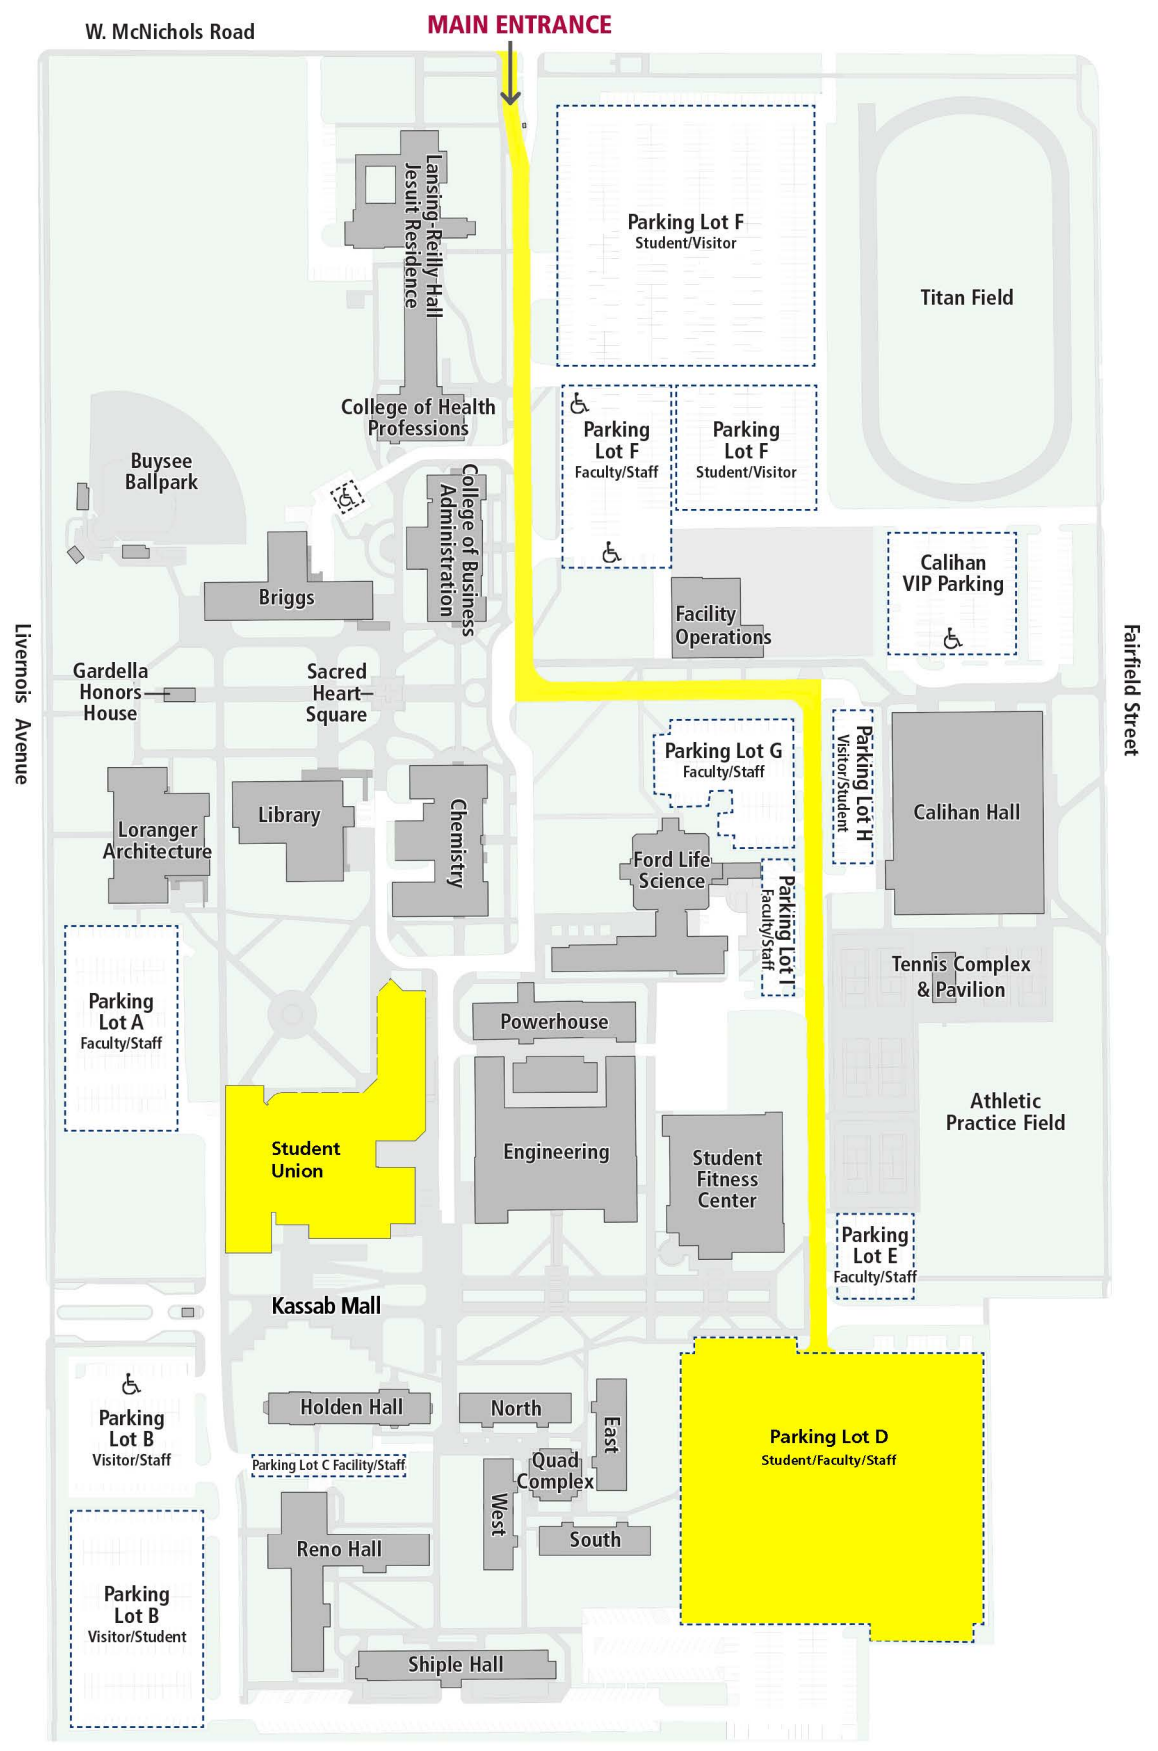 W. McNichols Road
MAIN ENTRANCE
Lansing-Reilly Hall
Jesuit Residence
Parking Lot F
Student/Visitor
Titan Field
College of Health
Professions
Parking
Lot F
Faculty/Staff
Parking
Lot F
Student/Visitor
Buysee
Ballpark
College of Business
Administration
Calihan
VIP Parking
Briggs
Facility
Operations
Livernois Avenue
Fairfield Street
Gardella
Honors
House
Sacred
Heart
Square
Parking Lot G
Faculty/Staff
Parking Lot H
Visitor/Student
Calihan Hall
Loranger
Architecture
Library
Chemistry
Ford Life
Science
Parking Lot I
Faculty/Staff
Tennis Complex
& Pavilion
Parking
Lot A
Faculty/Staff
Powerhouse
Athletic
Practice Field
Student
Union
Engineering
Student
Fitness
Center
Parking
Lot E
Faculty/Staff
Kassab Mall
Parking
Lot B
Visitor/Staff
Holden Hall
North
East
Parking Lot D
Student/Faculty/Staff
Parking Lot C Facility/Staff
Quad
Complex
West
South
Reno Hall
Parking
Lot B
Visitor/Student
Shiple Hall